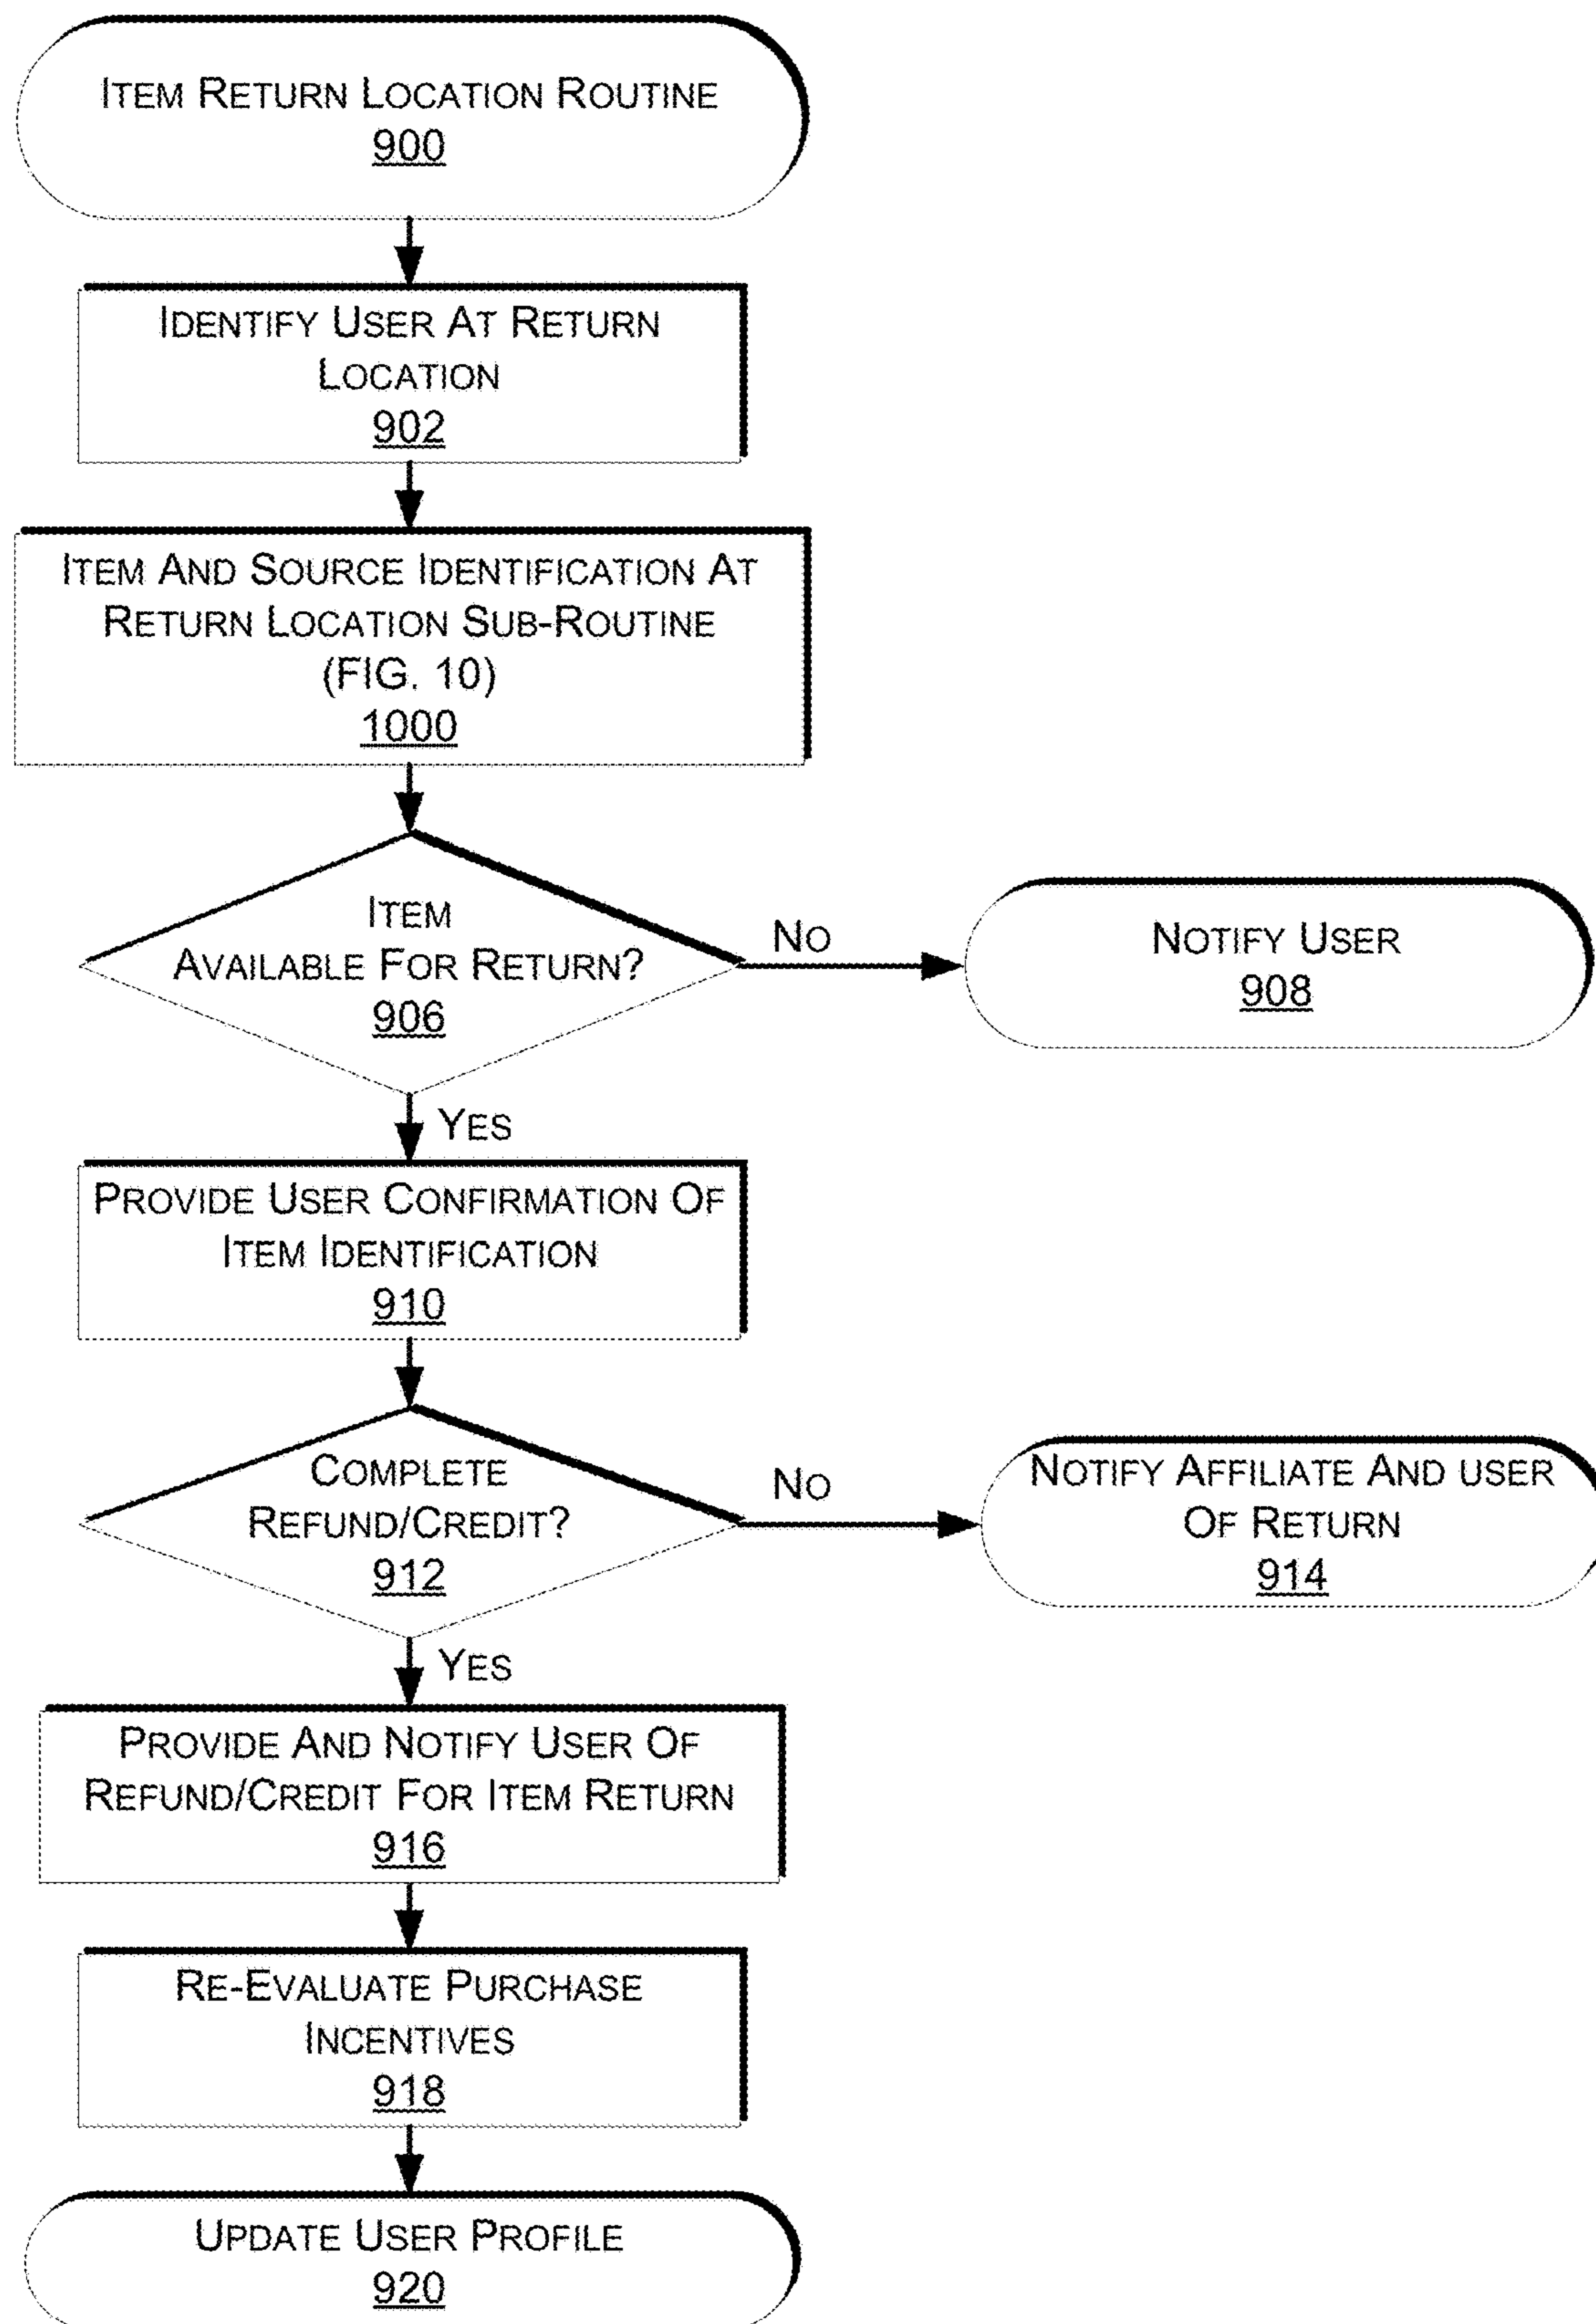 ITEM RETURN LOCATION ROUTINE
900
IDENTIFY USER AT RETURN
LOCATION
902
ITEM AND SOURCE IDENTIFICATION AT
RETURN LOCATION SUB-ROUTINE
(FIG. 10)
1000
ITEM
AVAILABLE FOR RETURN?
906
NO
NOTIFY USER
908
YES
PROVIDE USER CONFIRMATION OF
ITEM IDENTIFICATION
910
COMPLETE
REFUND/CREDIT?
912
NO
NOTIFY AFFILIATE AND USER
OF RETURN
914
YES
PROVIDE AND NOTIFY USER OF
REFUND/CREDIT FOR ITEM RETURN
916
RE-EVALUATE PURCHASE
INCENTIVES
918
UPDATE USER PROFILE
920